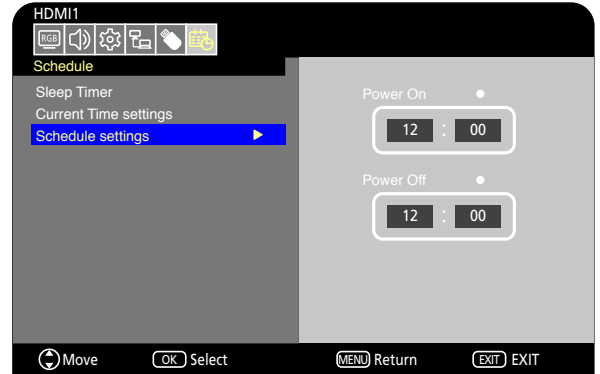 HDMI1
RGB
Schedule
Sleep Timer
Current Time settings
Schedule settings
Power On
12 : 00
Power Off
12 : 00
Move OK Select MENU Return EXIT EXIT